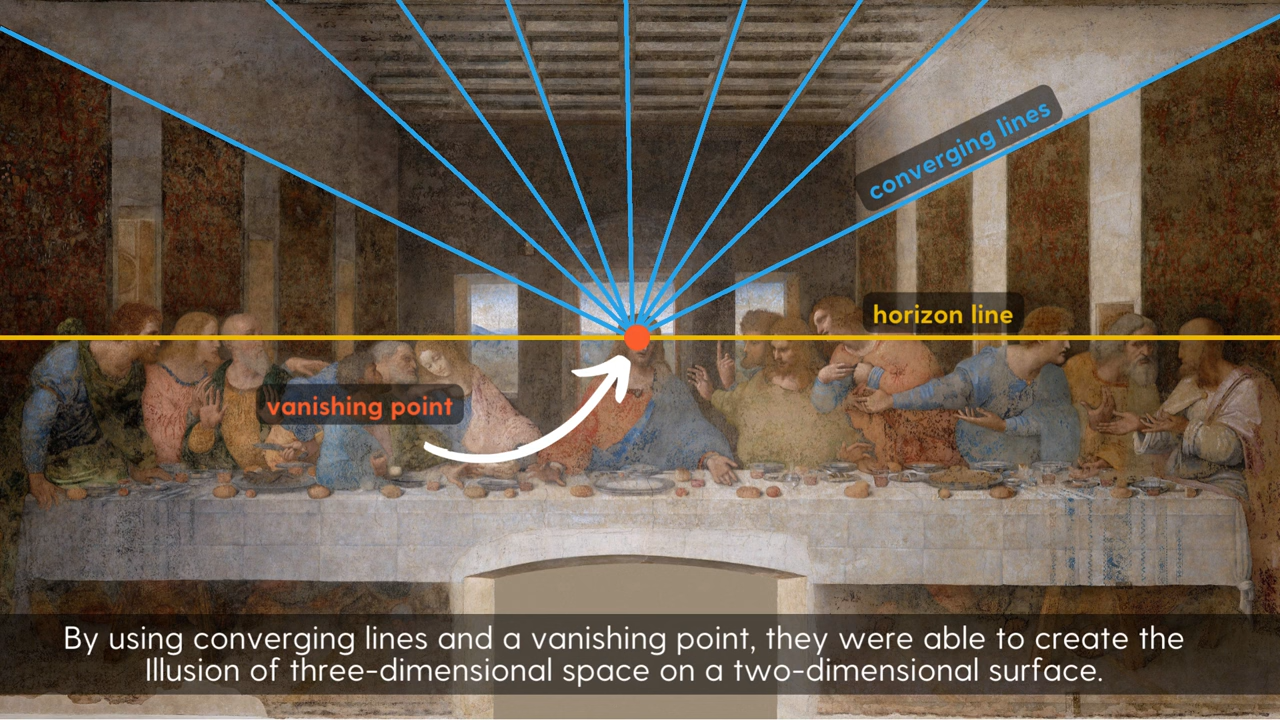 converging lines
horizon line
vanishing point
By using converging lines and a vanishing point, they were able to create the
Illusion of three-dimensional space on a two-dimensional surface.